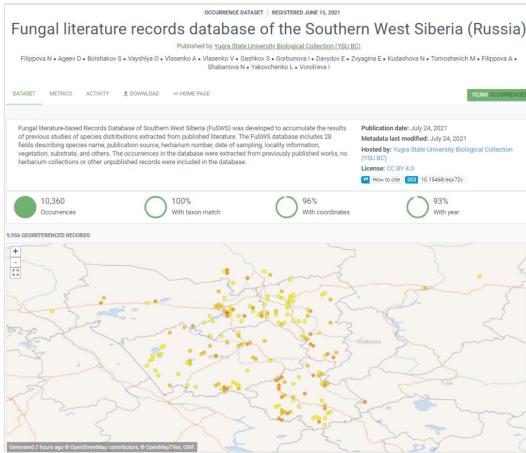 OCCURRENCE DATASET | REGISTERED JUNE 15, 2021
Fungal literature records database of the Southern West Siberia (Russia)
Published by Yugra State University Biological Collection (YSU BC)
Filippova N • Ageev D • Bolshakov S • Vayshlya O • Vlasenko A • Vlasenko V • Gashkov S • Gorbunova I • Davydov E • Zvyagina E • Kudashova N • Tomoshevich M • Filippova A •
Shabanova N • Yakovchenko L • Vorob'eva I
DATASET METRICS ACTIVITY DOWNLOAD HOME PAGE
10,360 OCCURRENCES
Fungal literature-based Records Database of Southern West Siberia (FuSWS) was developed to accumulate the results
of previous studies of species distributions extracted from published literature. The FuSWS database includes 28
fields describing species name, publication source, herbarium number, date of sampling, locality information,
vegetation, substrate, and others. The occurrences in the database were extracted from previously published works, no
herbarium collections or other unpublished records were included in the database.
Publication date: July 24, 2021
Metadata last modified: July 24, 2021
Hosted by: Yugra State University Biological Collection
(YSU BC)
License: CC BY 4.0
How to cite DOI 10.15468/eqx72v
10,360
Occurrences
100%
With taxon match
96%
With coordinates
93%
With year
9,956 GEOREFERENCED RECORDS
+
-
Khakassia
Tuva
Generated 2 hours ago © OpenStreetMap contributors, © OpenMapTiles, GBIF.